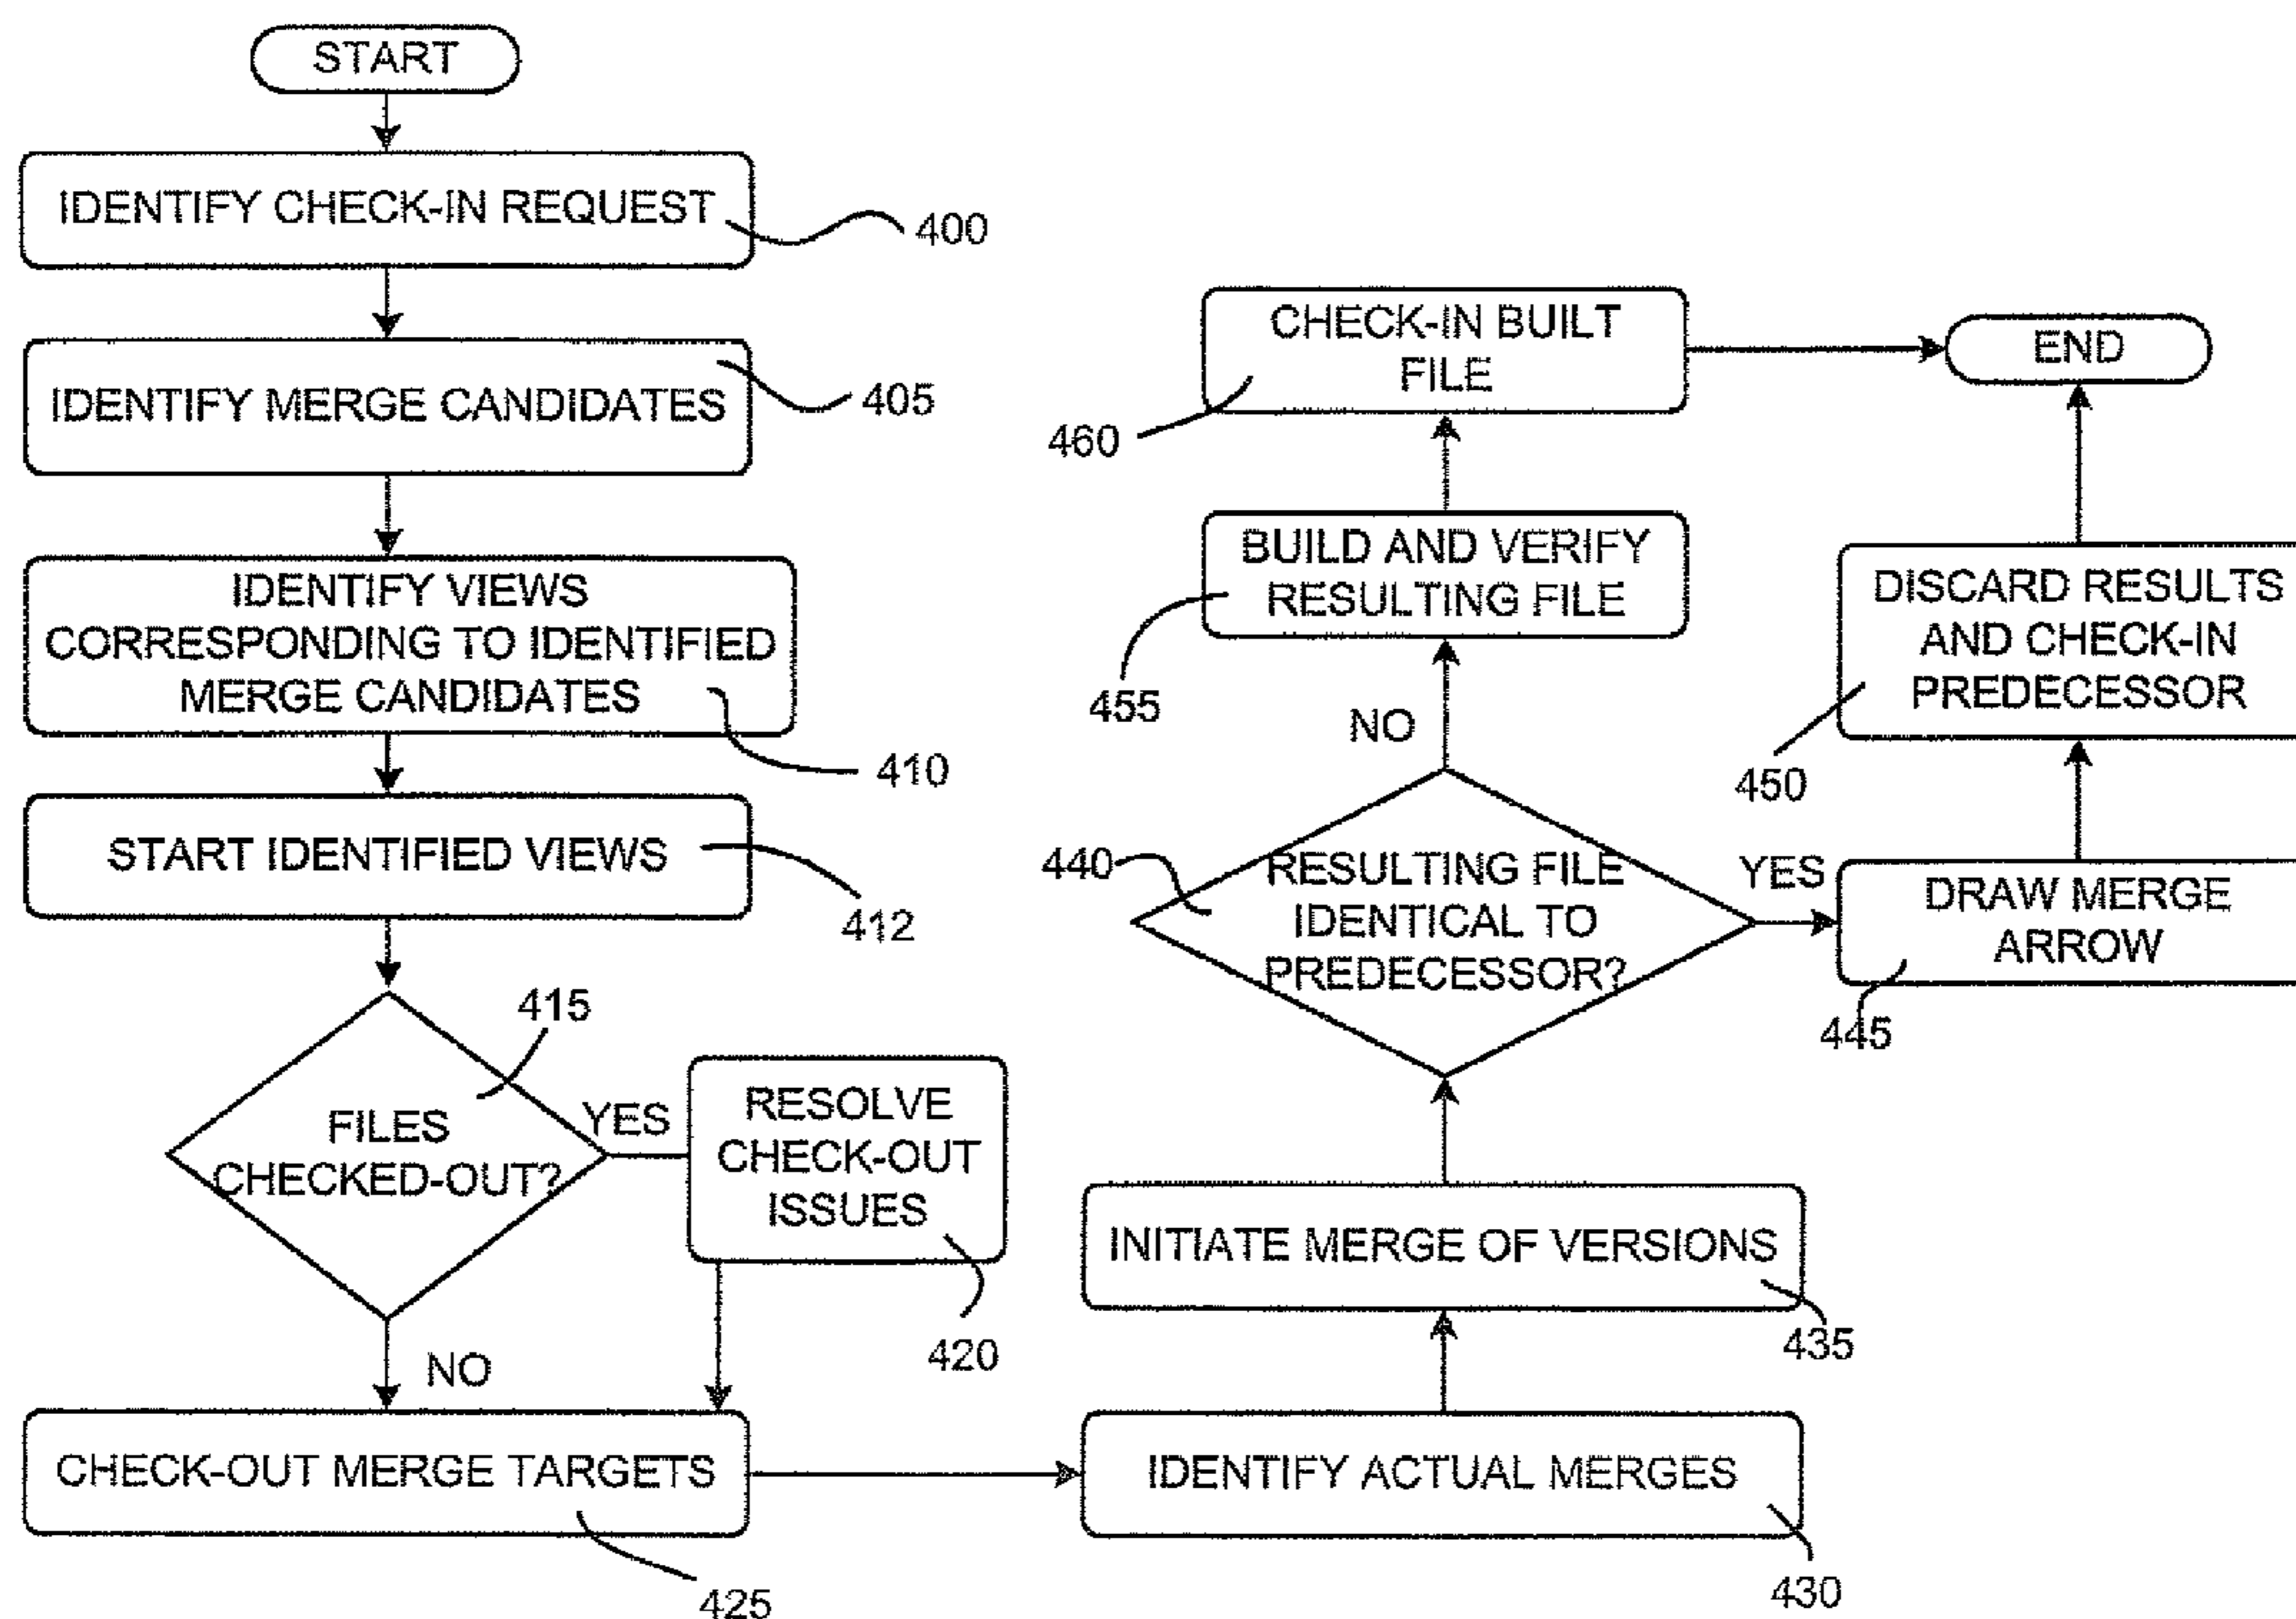 START
IDENTIFY CHECK-IN REQUEST
400
IDENTIFY MERGE CANDIDATES
405
IDENTIFY VIEWS
CORRESPONDING TO IDENTIFIED
MERGE CANDIDATES
410
START IDENTIFIED VIEWS
412
415
FILES
CHECKED-OUT?
YES
RESOLVE
CHECK-OUT
ISSUES
420
NO
CHECK-OUT MERGE TARGETS
425
IDENTIFY ACTUAL MERGES
430
INITIATE MERGE OF VERSIONS
435
440
RESULTING FILE
IDENTICAL TO
PREDECESSOR?
YES
DRAW MERGE
ARROW
445
DISCARD RESULTS
AND CHECK-IN
PREDECESSOR
450
NO
BUILD AND VERIFY
RESULTING FILE
455
CHECK-IN BUILT
FILE
460
END